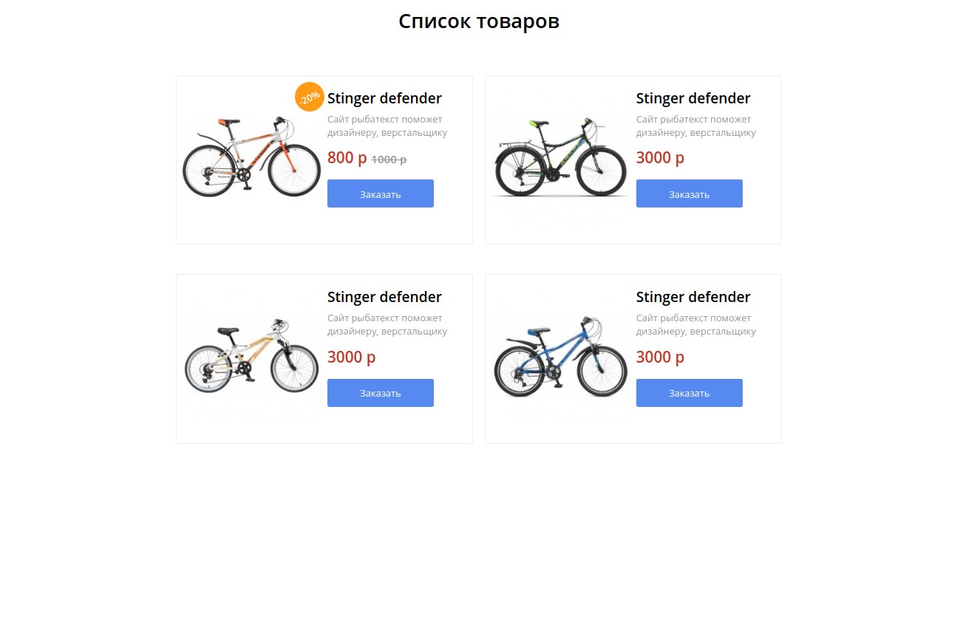 Список товаров
-20%
Stinger defender
Сайт рыбатекст поможет
дизайнеру, верстальщику
800 р 1000 р
Заказать
Stinger defender
Сайт рыбатекст поможет
дизайнеру, верстальщику
3000 р
Заказать
Stinger defender
Сайт рыбатекст поможет
дизайнеру, верстальщику
3000 р
Заказать
Stinger defender
Сайт рыбатекст поможет
дизайнеру, верстальщику
3000 р
Заказать